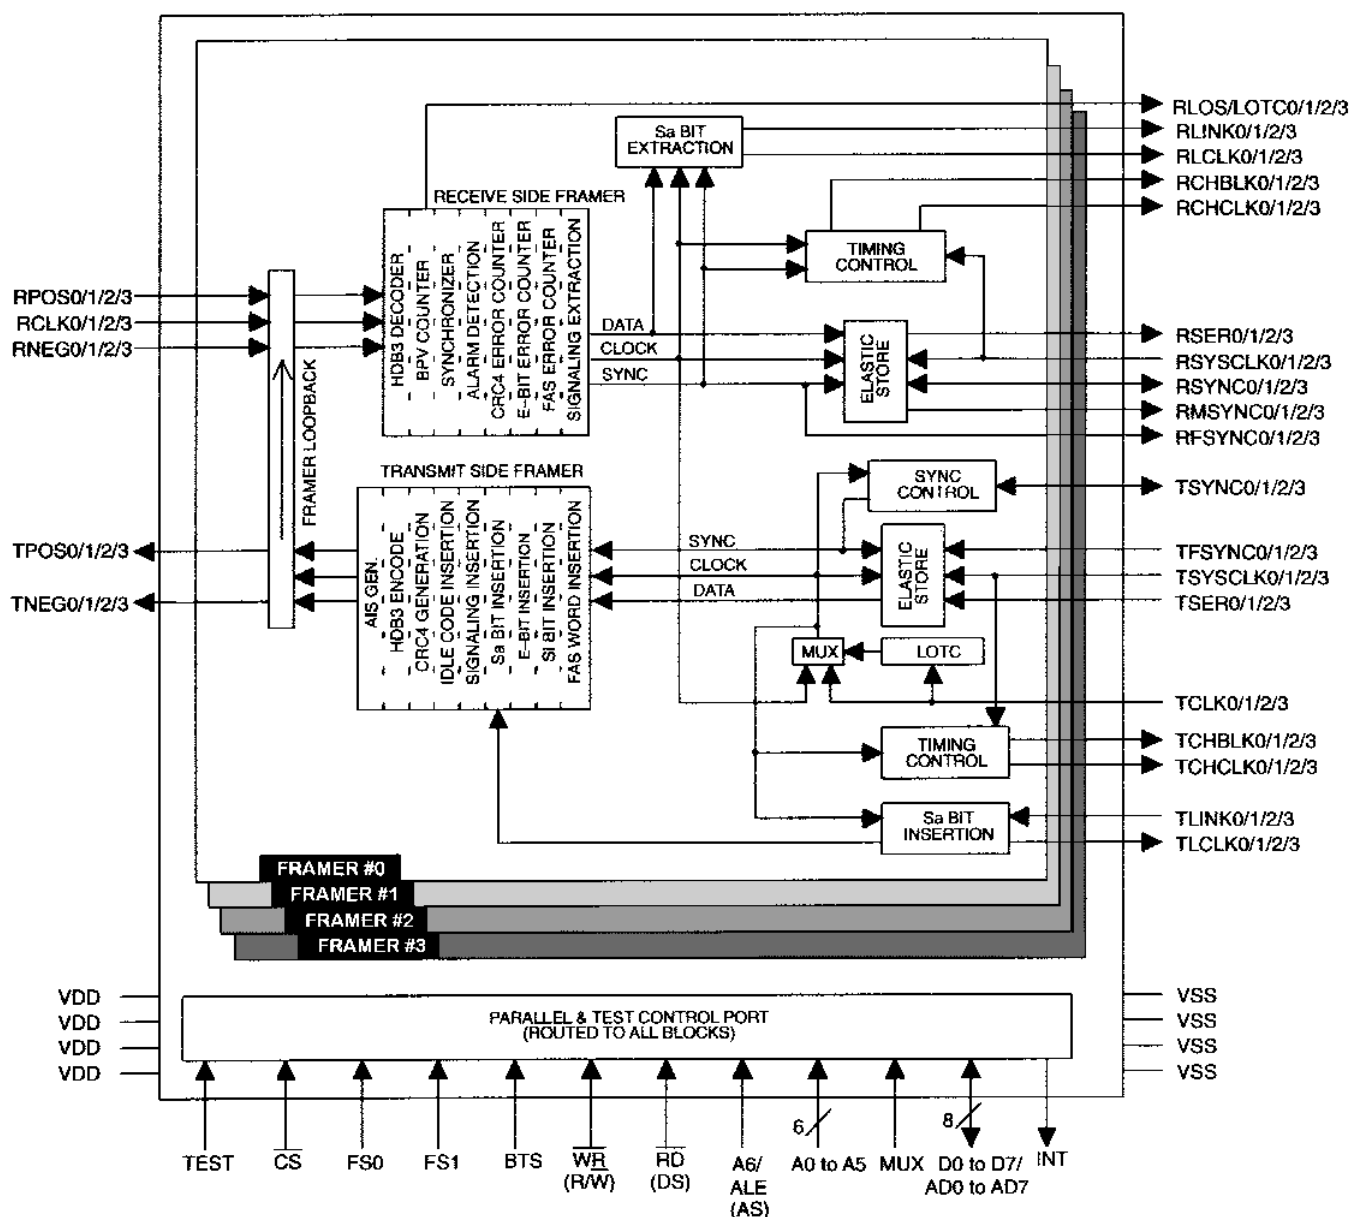 RLOS/LOTC0/1/2/3
Sa BIT
EXTRACTION
RLINK0/1/2/3
RLCLK0/1/2/3
RCHBLK0/1/2/3
RCHCLK0/1/2/3
RECEIVE SIDE FRAMER
HDB3 DECODER
BPV COUNTER
SYNCHRONIZER
ALARM DETECTION
CRC4 ERROR COUNTER
E–BIT ERROR COUNTER
FAS ERROR COUNTER
SIGNALING EXTRACTION
TIMING
CONTROL
RPOS0/1/2/3
RCLK0/1/2/3
RNEG0/1/2/3
FRAMER LOOPBACK
DATA
CLOCK
SYNC
ELASTIC
STORE
RSER0/1/2/3
RSYSCLK0/1/2/3
RSYNC0/1/2/3
RMSYNC0/1/2/3
RFSYNC0/1/2/3
TRANSMIT SIDE FRAMER
AIS GEN.
HDB3 ENCODE
CRC4 GENERATION
IDLE CODE INSERTION
SIGNALING INSERTION
Sa BIT INSERTION
E–BIT INSERTION
Si BIT INSERTION
FAS WORD INSERTION
SYNC
CONTROL
TSYNC0/1/2/3
TPOS0/1/2/3
TNEG0/1/2/3
SYNC
CLOCK
DATA
ELASTIC
STORE
TFSYNC0/1/2/3
TSYSCLK0/1/2/3
TSER0/1/2/3
MUX
LOTC
TCLK0/1/2/3
TIMING
CONTROL
TCHBLK0/1/2/3
TCHCLK0/1/2/3
Sa BIT
INSERTION
TLINK0/1/2/3
TLCLK0/1/2/3
FRAMER #0
FRAMER #1
FRAMER #2
FRAMER #3
VDD
VDD
VDD
VDD
PARALLEL & TEST CONTROL PORT
(ROUTED TO ALL BLOCKS)
VSS
VSS
VSS
VSS
6
8
TEST
CS
FS0
FS1
BTS
WR
(R/W)
RD
(DS)
A6/
ALE
(AS)
A0 to A5
MUX
D0 to D7/
AD0 to AD7
INT